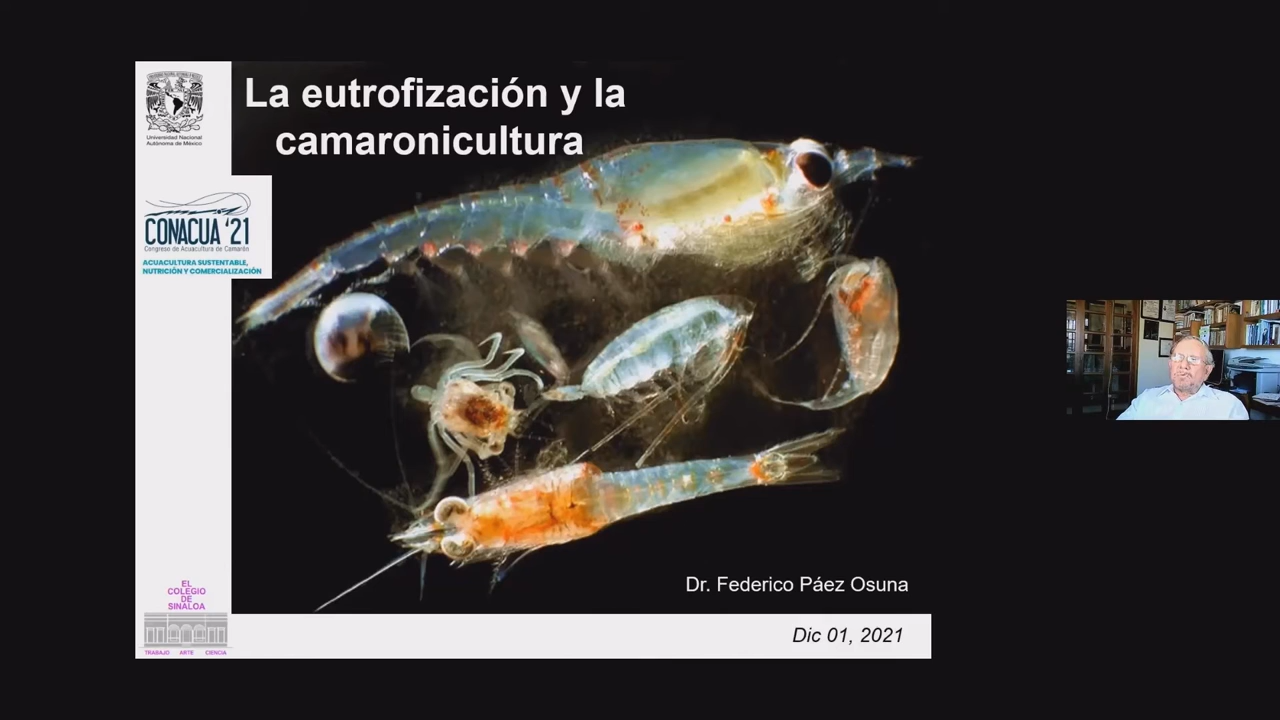 La eutrofización y la
camaronicultura
Universidad Nacional
Autónoma de México
CONACUA '21
Congreso de Acuacultura de Camarón
ACUACULTURA SUSTENTABLE,
NUTRICIÓN Y COMERCIALIZACIÓN
Dr. Federico Páez Osuna
Dic 01, 2021
EL
COLEGIO
DE
SINALOA
TRABAJO ARTE CIENCIA